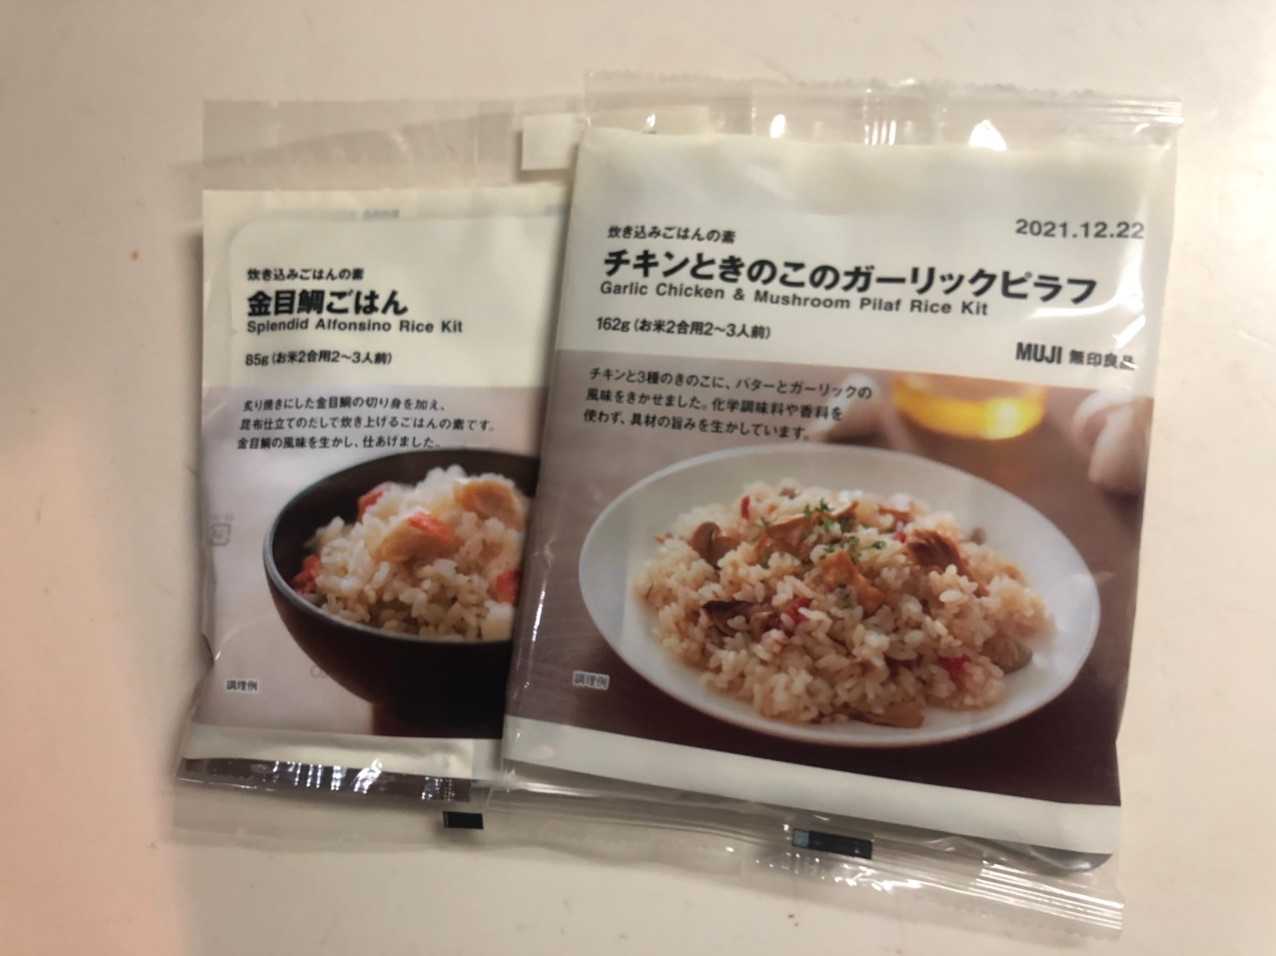 炊き込みごはんの素
金目鯛ごはん
Splendid Alfonsino Rice Kit
85g（お米2合用2〜3人前）
炙り焼きにした金目鯛の切り身を加え、
昆布仕立てのだしで炊き上げるごはんの素です。
金目鯛の風味を生かし、仕あげました。
調理例
2021.12.22
炊き込みごはんの素
チキンときのこのガーリックピラフ
Garlic Chicken & Mushroom Pilaf Rice Kit
162g（お米2合用2〜3人前）
MUJI 無印良品
チキンと3種のきのこに、バターとガーリックの
風味をきかせました。化学調味料や香料を
使わず、具材の旨みを生かしています。
調理例